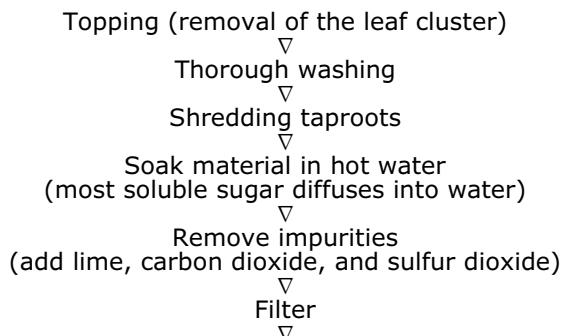 Topping (removal of the leaf cluster)
∇
Thorough washing
∇
Shredding taproots
∇
Soak material in hot water
(most soluble sugar diffuses into water)
∇
Remove impurities
(add lime, carbon dioxide, and sulfur dioxide)
∇
Filter
∇